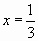 x = 1/3